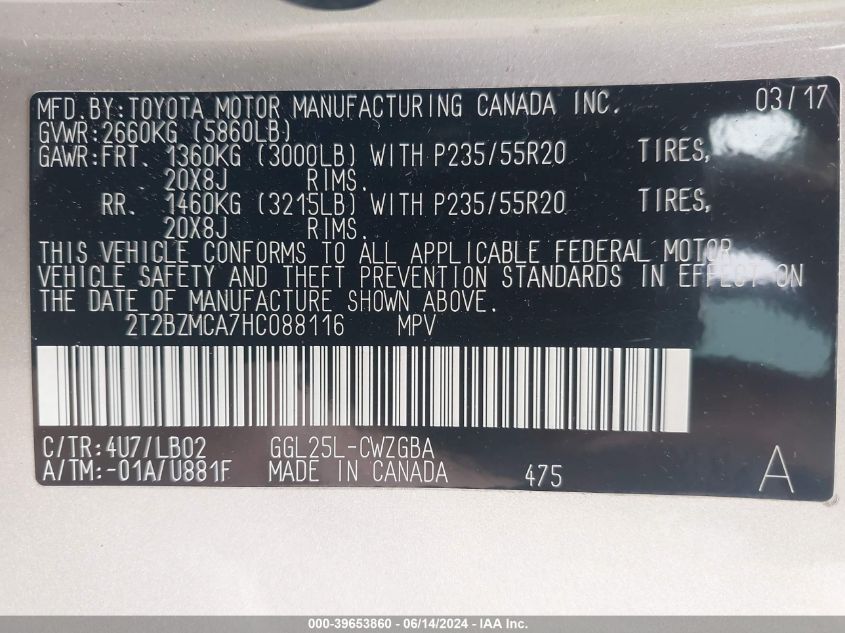 MFD.BY:TOYOTA MOTOR MANUFACTURING CANADA INC. 03/17
GVWR:2660KG (5860LB)
GAWR:FRT. 1360KG (3000LB) WITH P235/55R20 TIRES,
20X8J RIMS.
RR. 1460KG (3215LB) WITH P235/55R20 TIRES,
20X8J RIMS.
THIS VEHICLE CONFORMS TO ALL APPLICABLE FEDERAL MOTOR
VEHICLE SAFETY AND THEFT PREVENTION STANDARDS IN EFFECT ON
THE DATE OF MANUFACTURE SHOWN ABOVE.
2T2BZMCA7HC088116 MPV
C/TR:4U7/LB02 GGL25L-CWZGBA
A/TM:-01A/U881F MADE IN CANADA 475 A
000-39653860 - 06/14/2024 - IAA Inc.